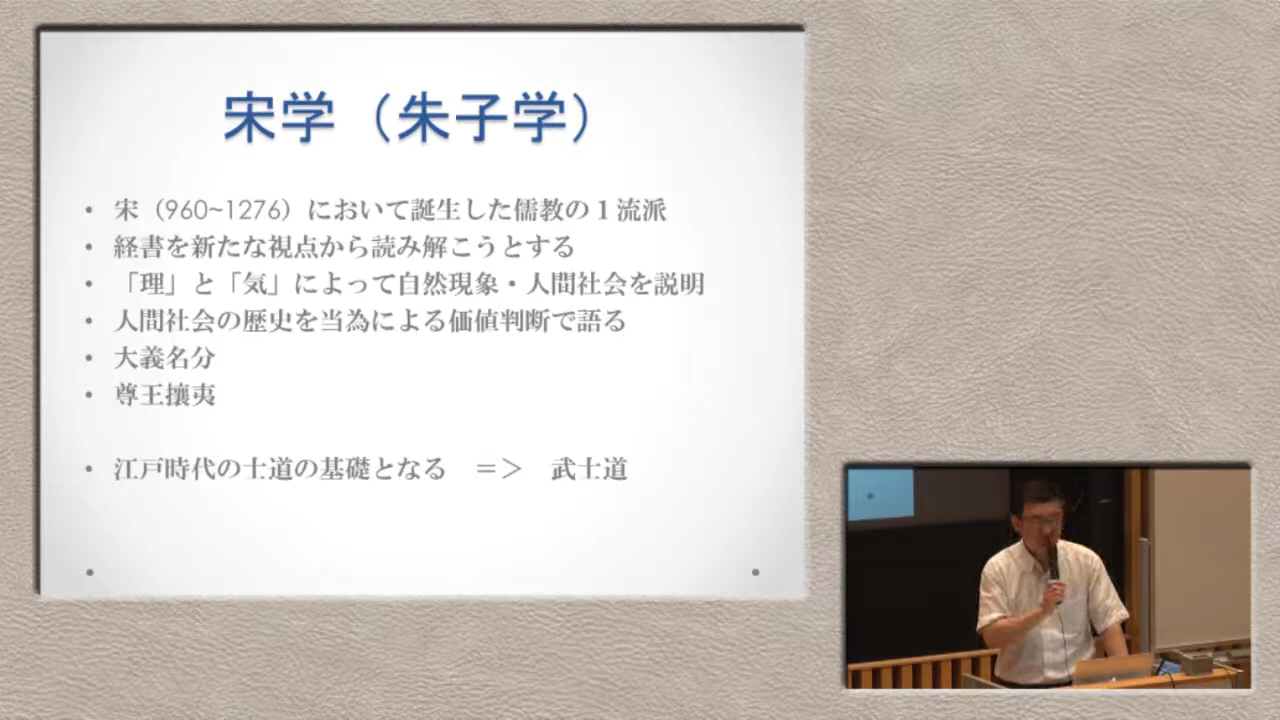 宋学（朱子学）
• 宋（960~1276）において誕生した儒教の１流派
• 経書を新たな視点から読み解こうとする
• 「理」と「気」によって自然現象・人間社会を説明
• 人間社会の歴史を当為による価値判断で語る
• 大義名分
• 尊王攘夷
• 江戸時代の士道の基礎となる　＝＞　武士道